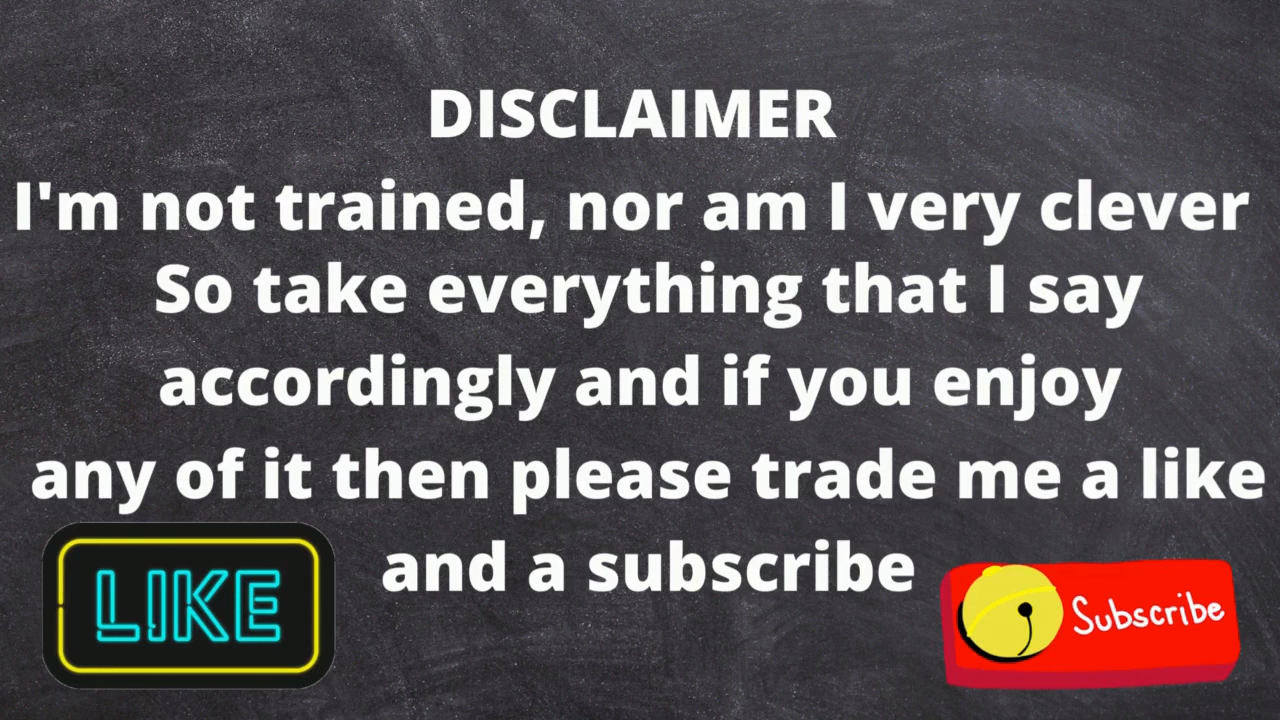 DISCLAIMER
I'm not trained, nor am I very clever
So take everything that I say
accordingly and if you enjoy
any of it then please trade me a like
and a subscribe
LIKE
Subscribe